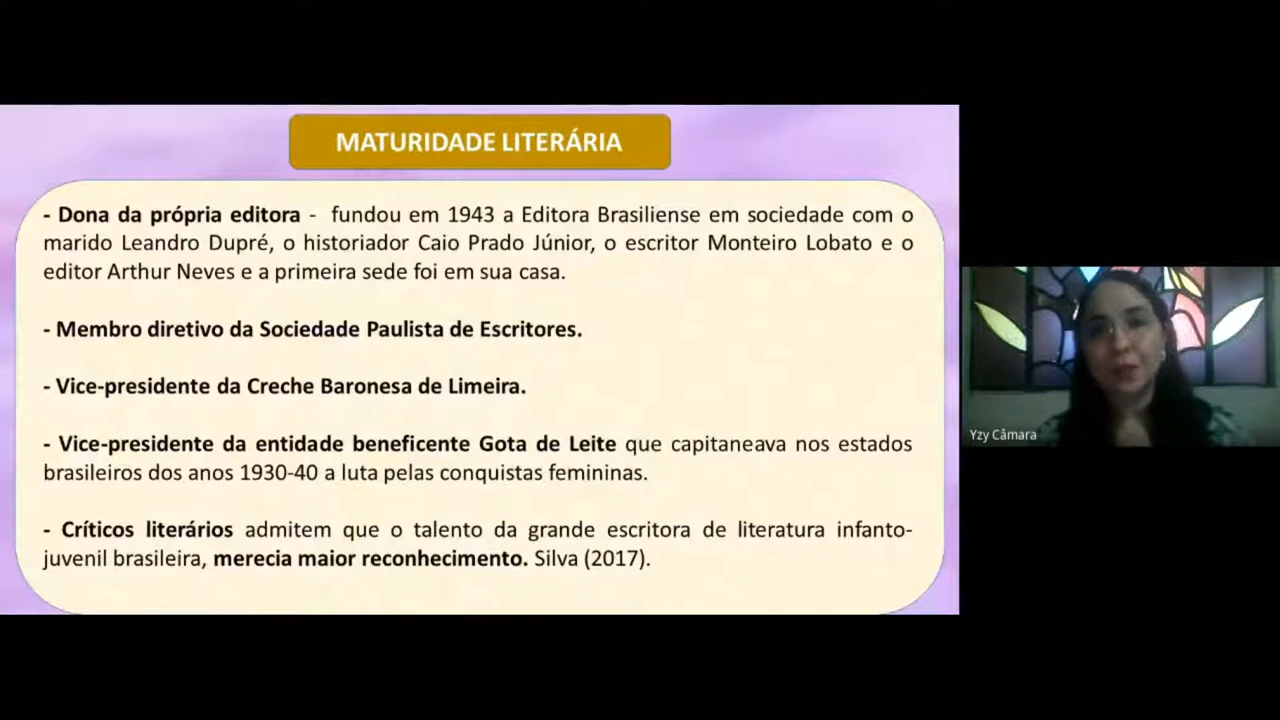 MATURIDADE LITERÁRIA
- Dona da própria editora - fundou em 1943 a Editora Brasiliense em sociedade com o
marido Leandro Dupré, o historiador Caio Prado Júnior, o escritor Monteiro Lobato e o
editor Arthur Neves e a primeira sede foi em sua casa.
- Membro diretivo da Sociedade Paulista de Escritores.
- Vice-presidente da Creche Baronesa de Limeira.
- Vice-presidente da entidade beneficente Gota de Leite que capitaneava nos estados
brasileiros dos anos 1930-40 a luta pelas conquistas femininas.
- Críticos literários admitem que o talento da grande escritora de literatura infanto-
juvenil brasileira, merecia maior reconhecimento. Silva (2017).
Yzy Câmara